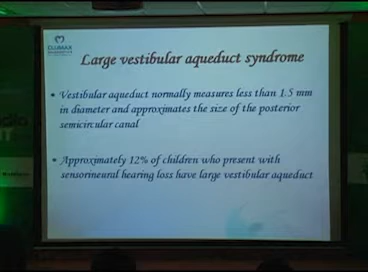 CLUMAX
Large vestibular aqueduct syndrome
• Vestibular aqueduct normally measures less than 1.5 mm
in diameter and approximates the size of the posterior
semicircular canal
• Approximately 12% of children who present with
sensorineural hearing loss have large vestibular aqueduct